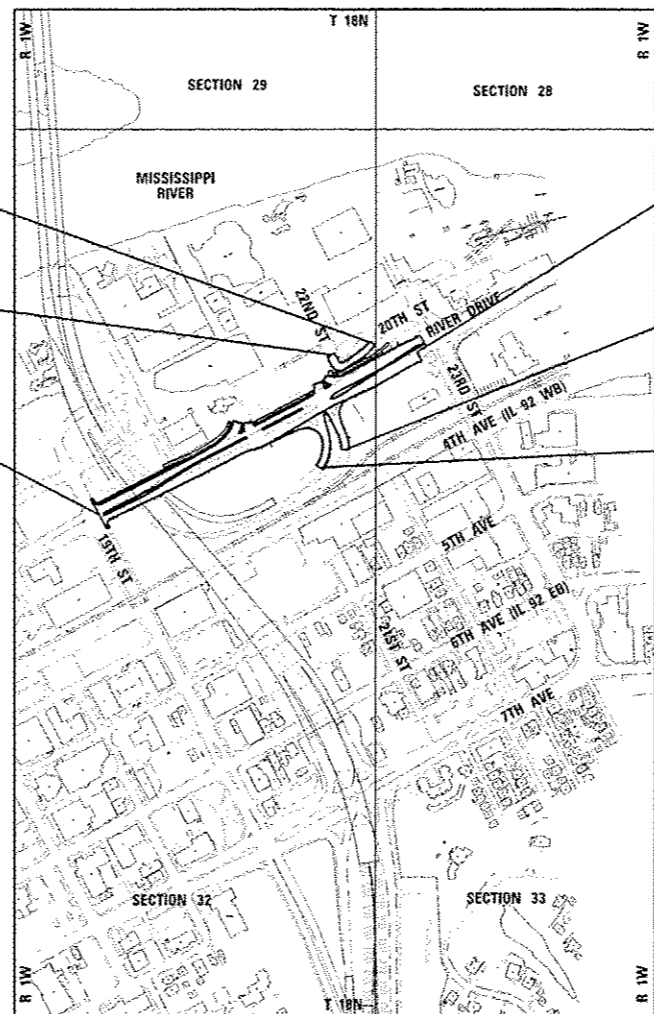 T 18N
R 1W
R 1W
SECTION 29
SECTION 28
MISSISSIPPI
RIVER
22ND ST
20TH ST
RIVER DRIVE
23RD ST
4TH AVE (IL 92 WB)
19TH ST
5TH AVE
21ST ST
6TH AVE (IL 92 EB)
7TH AVE
SECTION 32
SECTION 33
R 1W
T 18N
R 1W